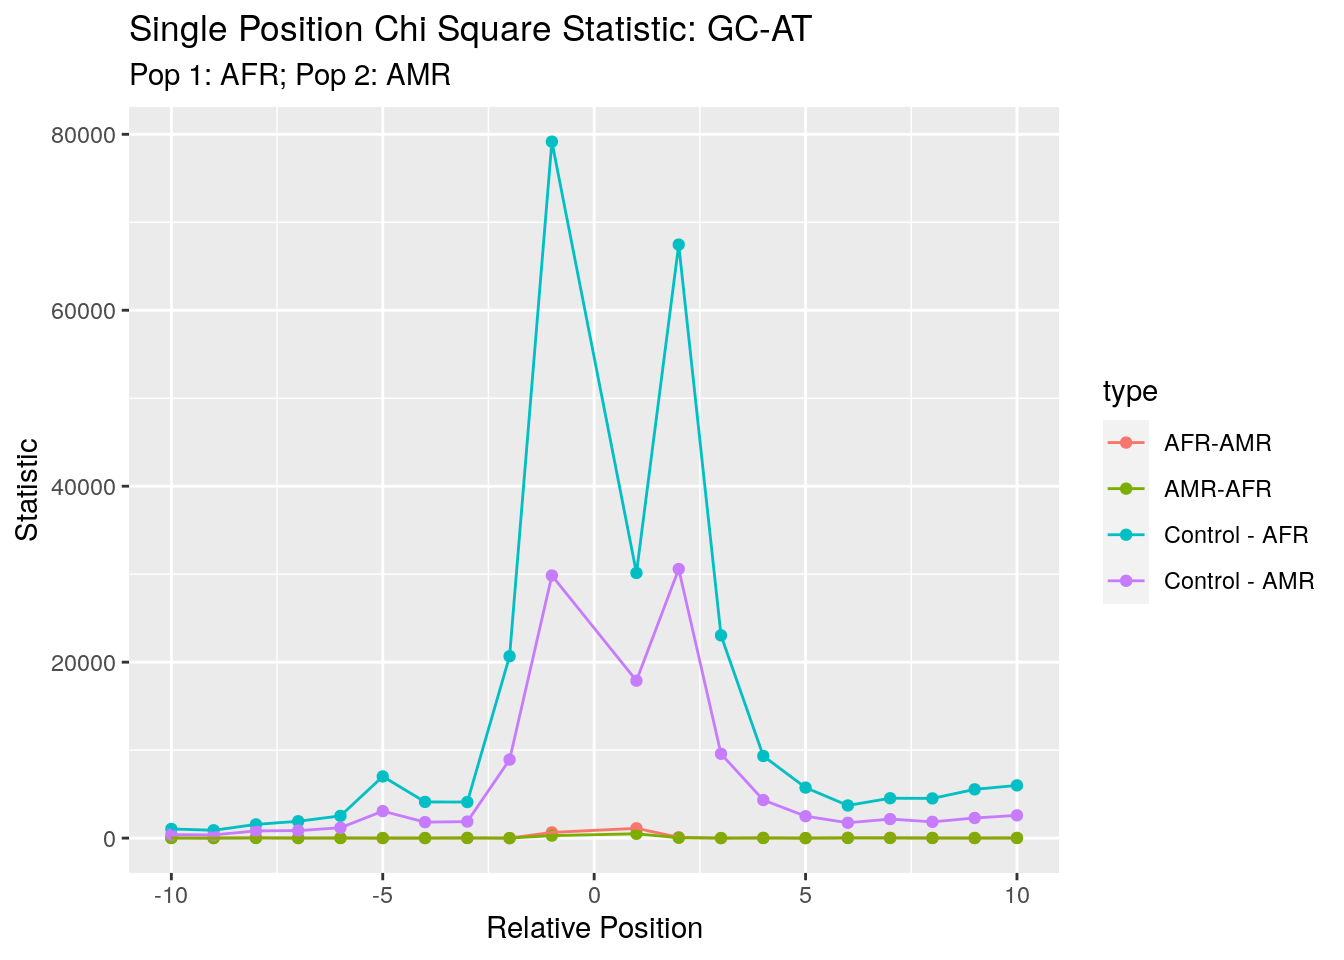 Single Position Chi Square Statistic: GC-AT
Pop 1: AFR; Pop 2: AMR
80000
60000
40000
20000
0
Statistic
-10
-5
0
5
10
Relative Position
type
AFR-AMR
AMR-AFR
Control - AFR
Control - AMR